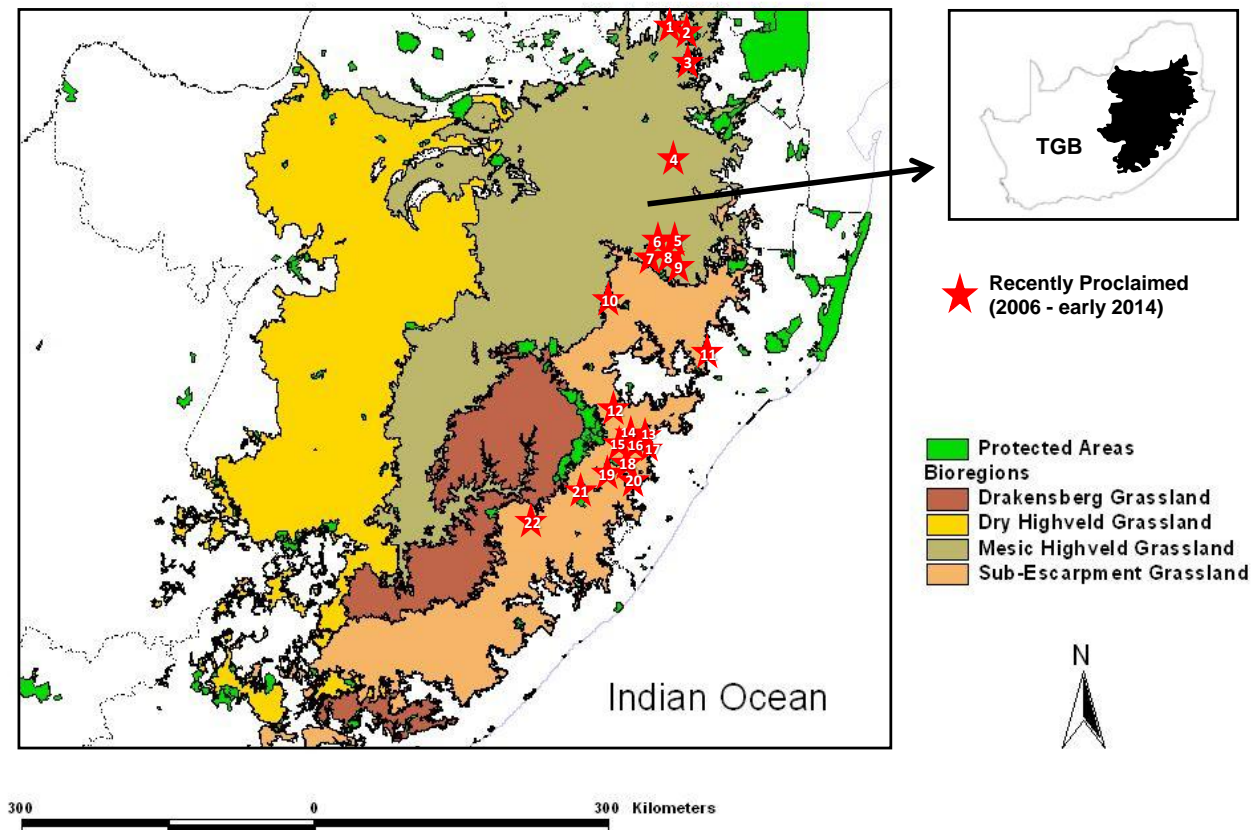 1
2
3
4
6 5
7 8
9
10
11
12
14 13
15 16 17
18
19
20
21
22
Indian Ocean
TGB
Recently Proclaimed
(2006 - early 2014)
Protected Areas
Bioregions
Drakensberg Grassland
Dry Highveld Grassland
Mesic Highveld Grassland
Sub-Escarpment Grassland
N
300 0 300 Kilometers